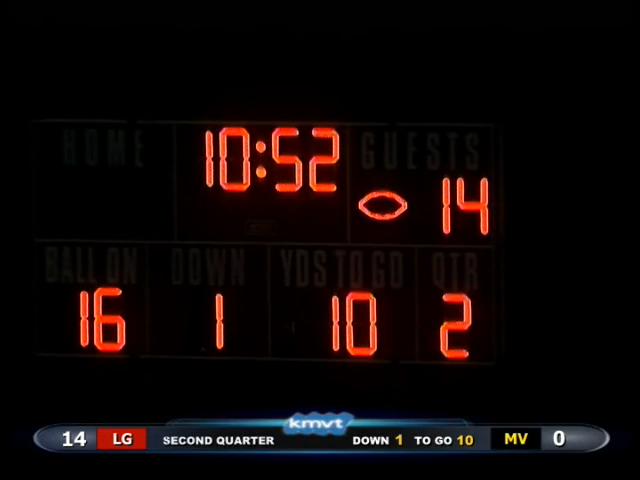 HOME 10:52 GUESTS
14
BALL ON DOWN YDS TO GO QTR
16 1 10 2
kmvt
14 LG SECOND QUARTER DOWN 1 TO GO 10 MV 0